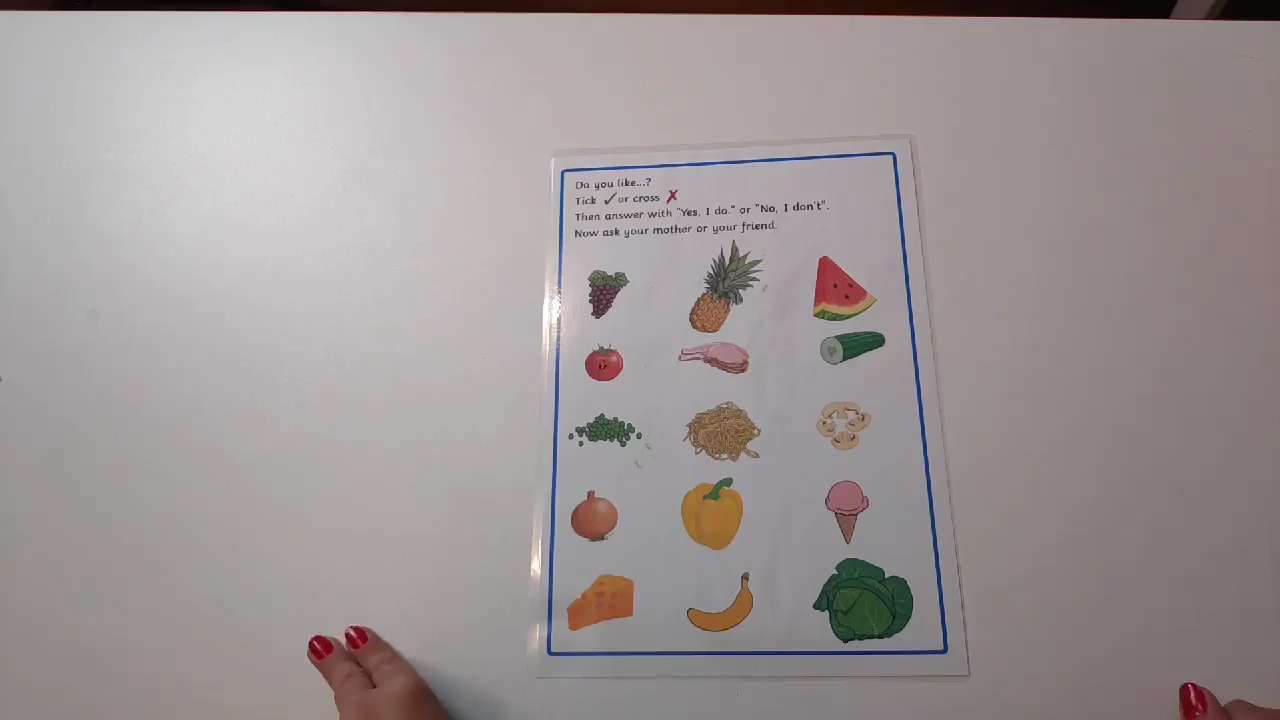 Do you like...?
Tick ✓ or cross ✗
Then answer with "Yes, I do." or "No, I don't".
Now ask your mother or your friend.